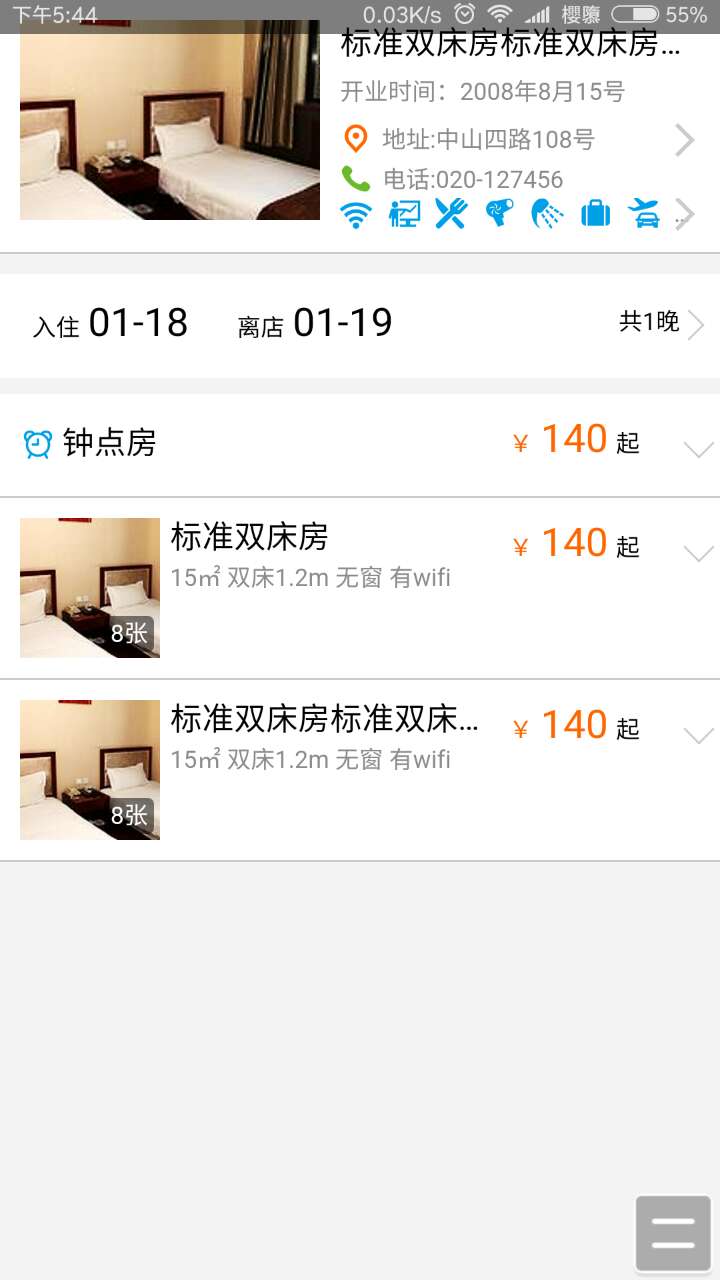 下午5:44 0.03K/s 55%
标准双床房标准双床房...
开业时间：2008年8月15号
地址:中山四路108号
电话:020-127456
..
入住 01-18 离店 01-19 共1晚
钟点房 ¥ 140 起
标准双床房 ¥ 140 起
15㎡ 双床1.2m 无窗 有wifi
8张
标准双床房标准双床... ¥ 140 起
15㎡ 双床1.2m 无窗 有wifi
8张